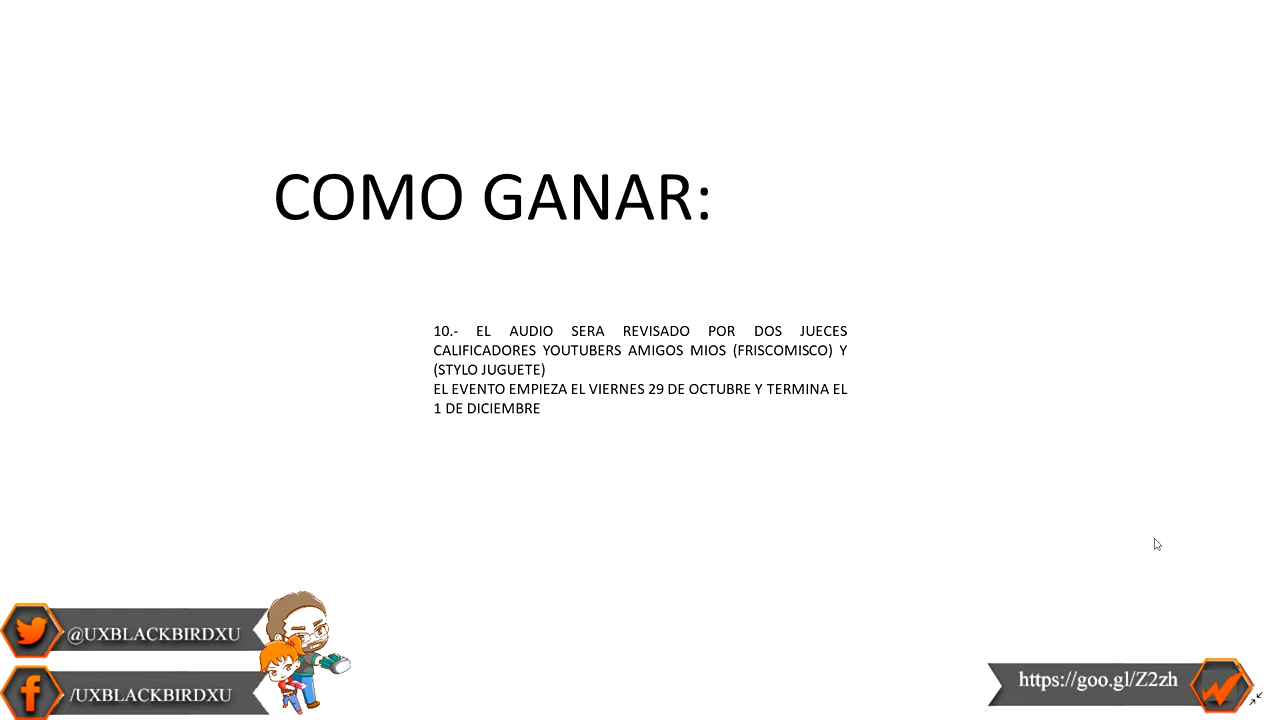 COMO GANAR:
10.- EL AUDIO SERA REVISADO POR DOS JUECES
CALIFICADORES YOUTUBERS AMIGOS MIOS (FRISCOMISCO) Y
(STYLO JUGUETE)
EL EVENTO EMPIEZA EL VIERNES 29 DE OCTUBRE Y TERMINA EL
1 DE DICIEMBRE
@UXBLACKBIRDXU
/UXBLACKBIRDXU
https://goo.gl/Z2zh